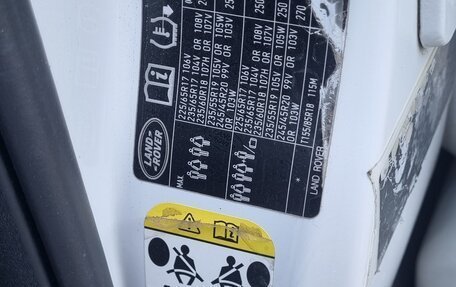 LAND-
ROVER
MAX
225/65R17 106V
235/65R17 104V OR 108V
235/60R18 107H OR 107V
235/55R19 105V OR 105W
245/45R20 99V OR 103V
OR 103W
225/65R17 106V
235/65R17 104V OR 108V
235/60R18 107H OR 107V
235/55R19 105V OR 105W
245/45R20 99V OR 103V
OR 103W
T155/85R18 115M
*
LAND ROVER
250
250
270